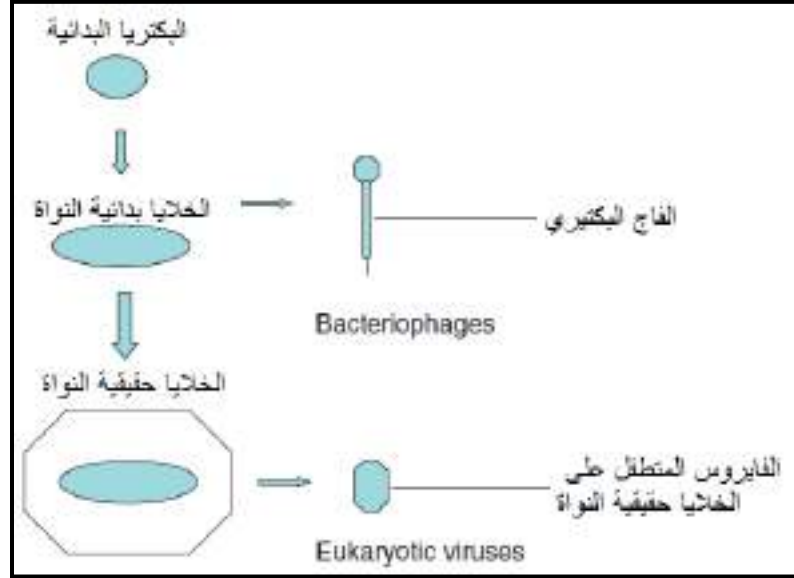 البكتريا البدائية
الخلايا بدائية النواة
الفاج البكتيري
Bacteriophages
الخلايا حقيقية النواة
الفايروس المتطفل على
الخلايا حقيقية النواة
Eukaryotic viruses